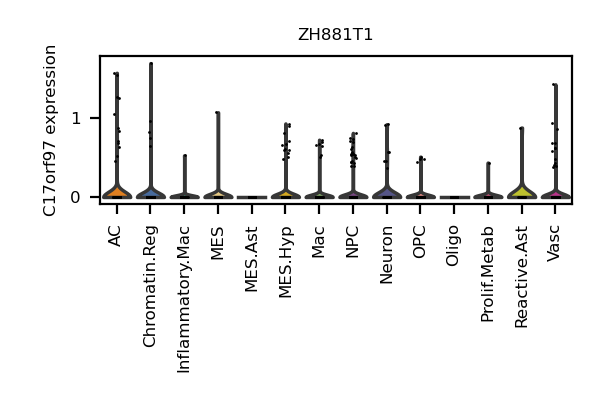 ZH881T1
C17orf97 expression
1
0
AC
Chromatin.Reg
Inflammatory.Mac
MES
MES.Ast
MES.Hyp
Mac
NPC
Neuron
OPC
Oligo
Prolif.Metab
Reactive.Ast
Vasc